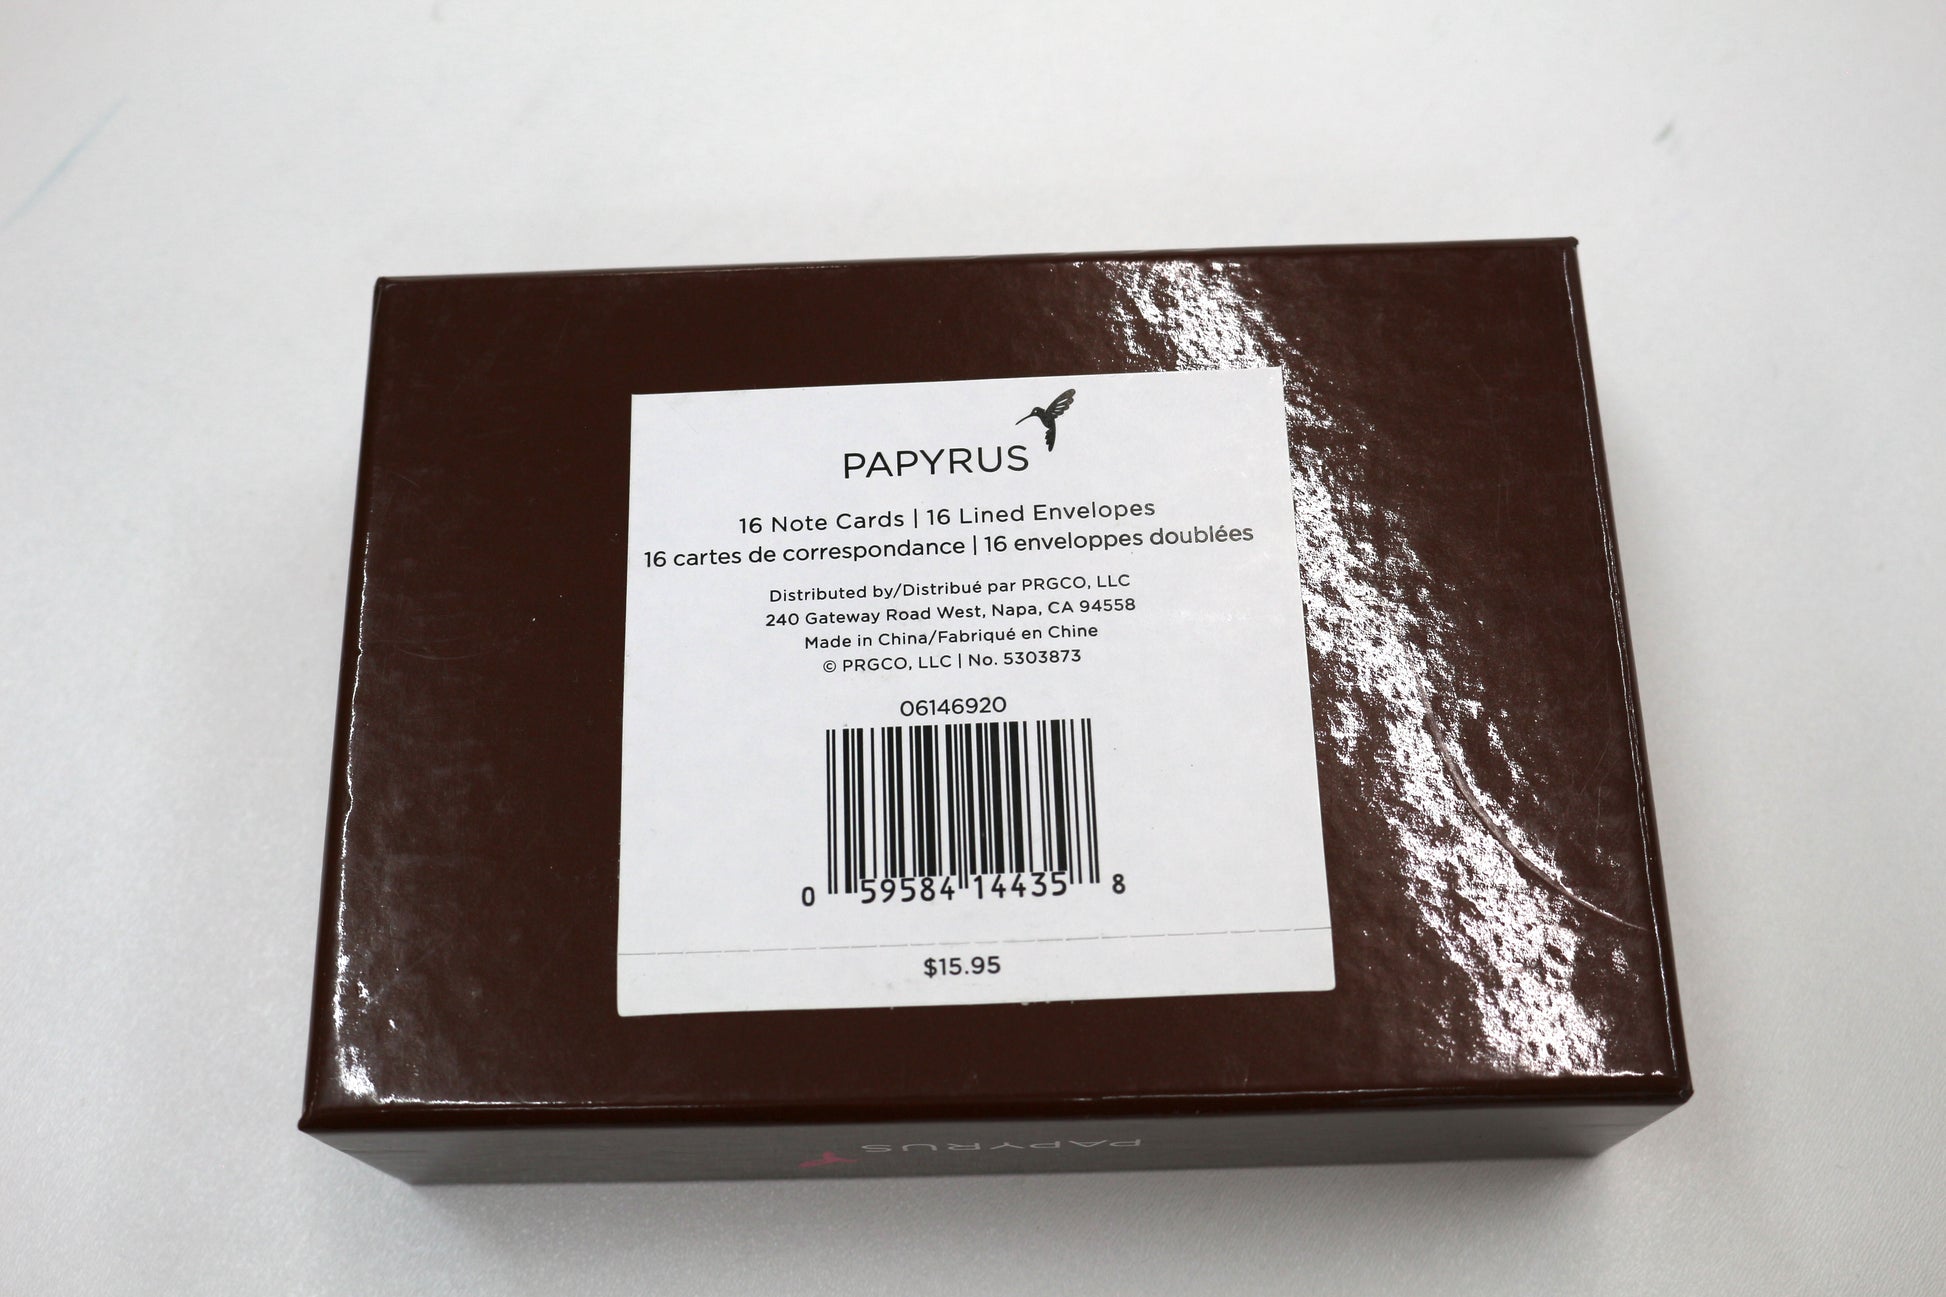 PAPYRUS
16 Note Cards | 16 Lined Envelopes
16 cartes de correspondance | 16 enveloppes doublées
Distributed by/Distribué par PRGCO, LLC
240 Gateway Road West, Napa, CA 94558
Made in China/Fabriqué en Chine
© PRGCO, LLC | No. 5303873
06146920
0 59584 14435 8
$15.95
PAPYRUS